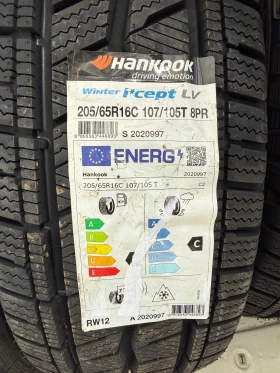 HANKOOK
driving emotion
Winter i*cept LV
205/65R16C 107/105T 8PR
S 2020997
ENERG
Hankook 2020997
205/65R16C 107/105 T C2
A
B
C
D
E
A
B
C
D
E
C
RW12 A 2020997